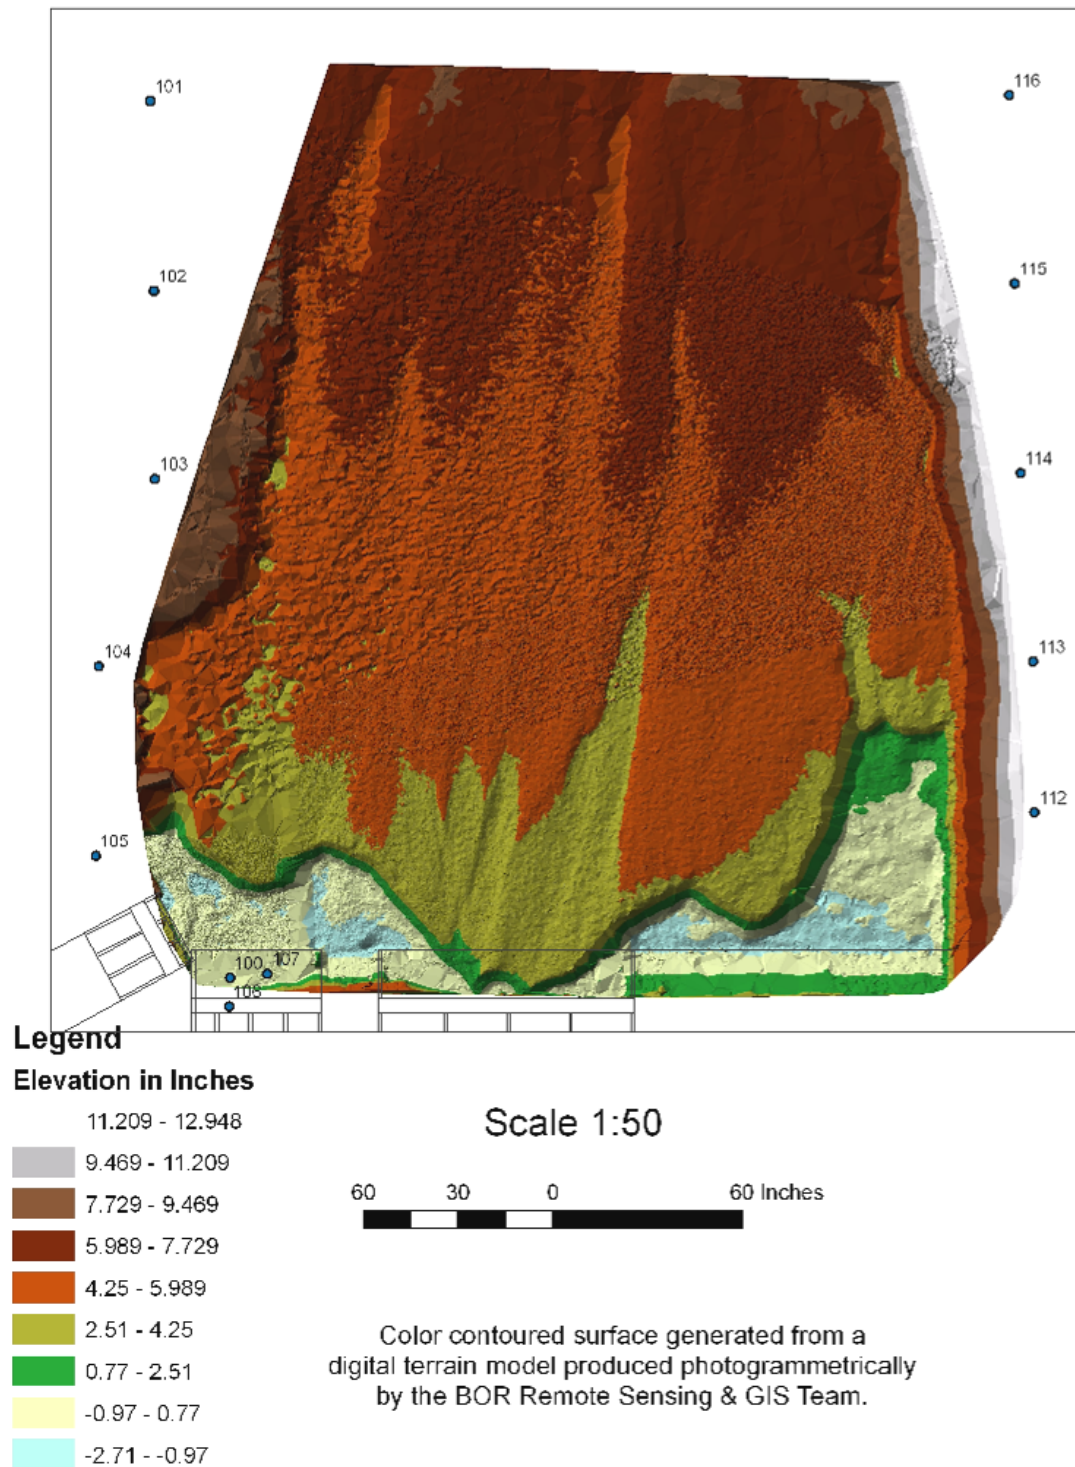 101
116
102
115
103
114
104
113
112
105
100
107
108
Legend
Elevation in Inches
11.209 - 12.948
9.469 - 11.209
7.729 - 9.469
5.989 - 7.729
4.25 - 5.989
2.51 - 4.25
0.77 - 2.51
-0.97 - 0.77
-2.71 - -0.97
Scale 1:50
60 30 0 60 Inches
Color contoured surface generated from a
digital terrain model produced photogrammetrically
by the BOR Remote Sensing & GIS Team.